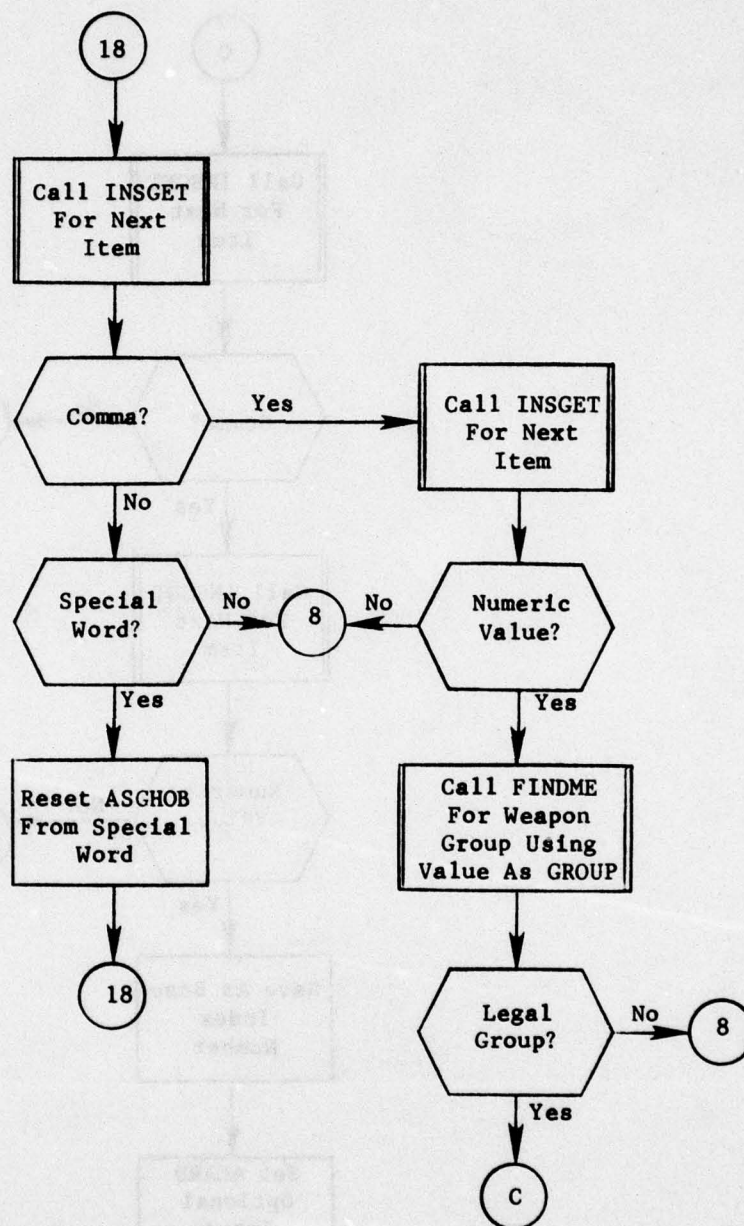 18
Call INSGET
For Next
Item
Comma?
Yes
No
Call INSGET
For Next
Item
Special
Word?
No
8
No
Numeric
Value?
Yes
Yes
Reset ASGHOB
From Special
Word
18
Call FINDME
For Weapon
Group Using
Value As GROUP
Legal
Group?
No
8
Yes
C